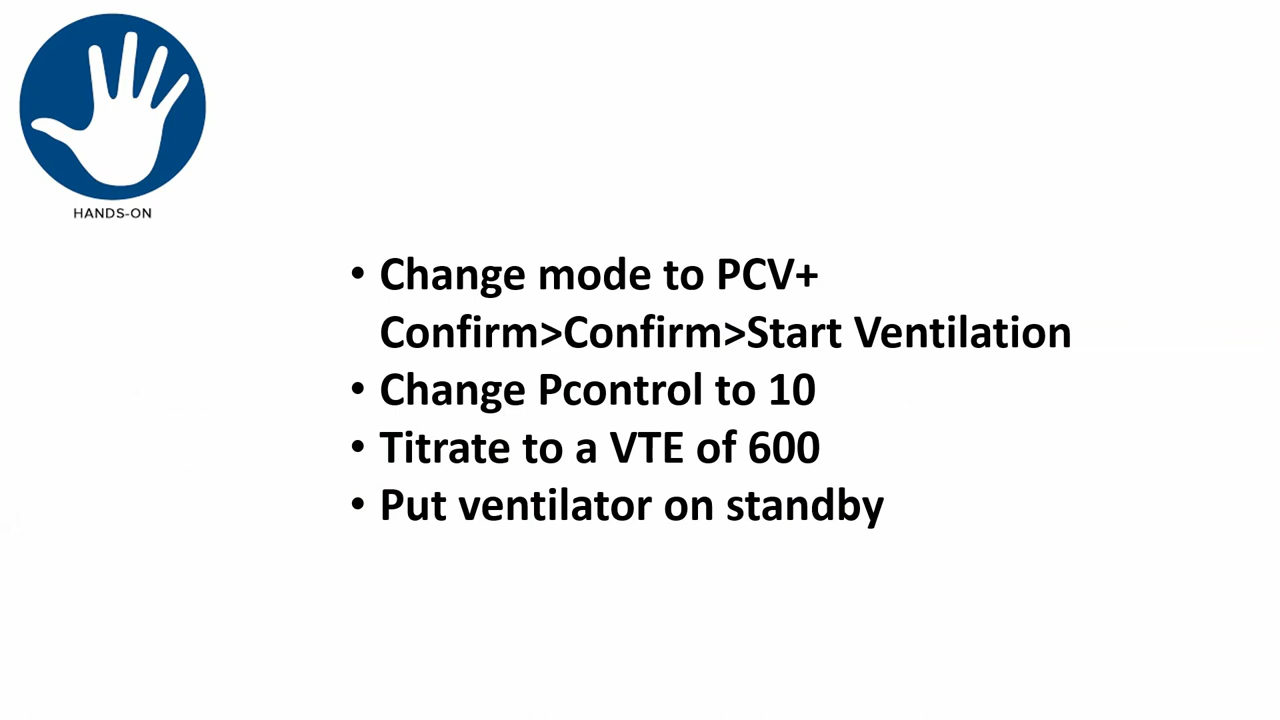 HANDS-ON
• Change mode to PCV+
Confirm>Confirm>Start Ventilation
• Change Pcontrol to 10
• Titrate to a VTE of 600
• Put ventilator on standby